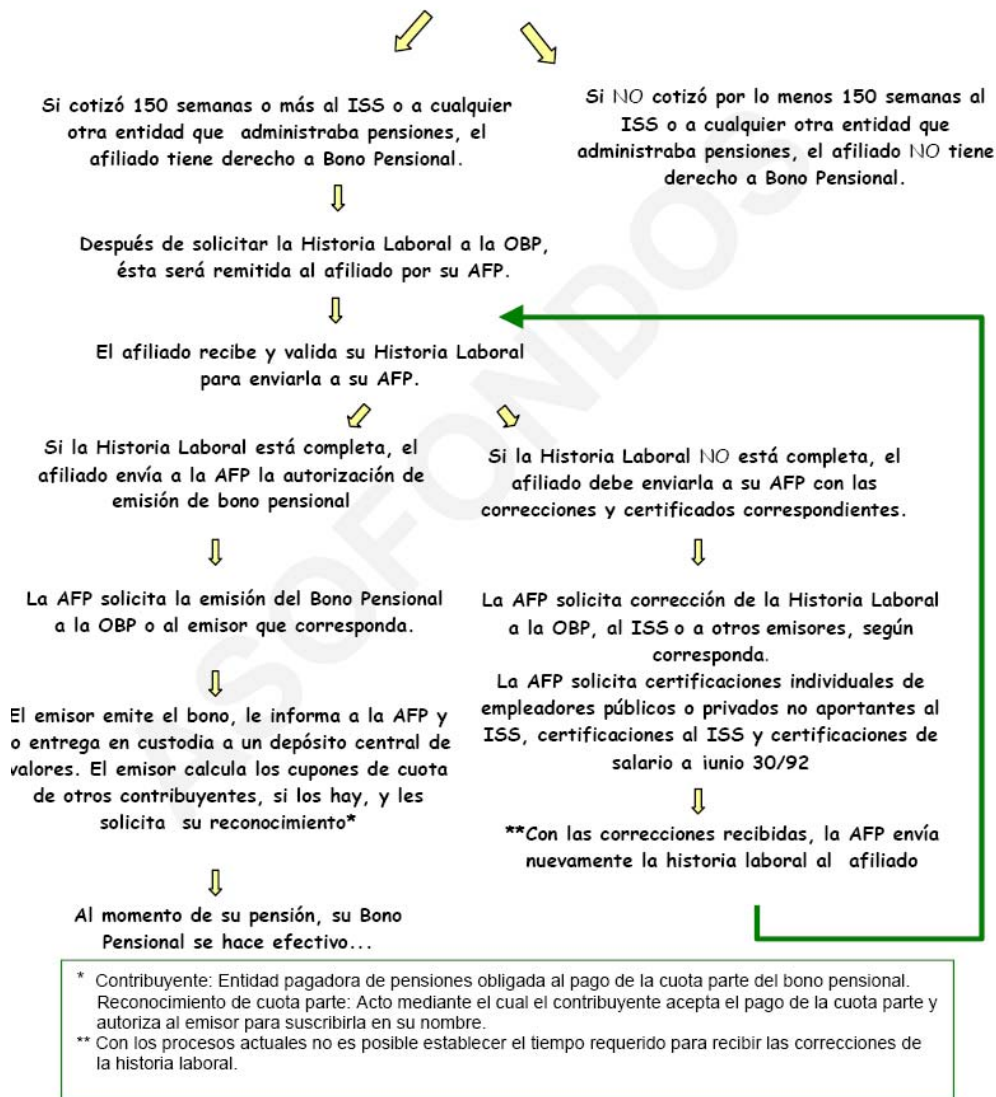 Si cotizó 150 semanas o más al ISS o a cualquier
otra entidad que administraba pensiones, el
afiliado tiene derecho a Bono Pensional.
Si NO cotizó por lo menos 150 semanas al
ISS o a cualquier otra entidad que
administraba pensiones, el afiliado NO tiene
derecho a Bono Pensional.
Después de solicitar la Historia Laboral a la OBP,
ésta será remitida al afiliado por su AFP.
El afiliado recibe y valida su Historia Laboral
para enviarla a su AFP.
Si la Historia Laboral está completa, el
afiliado envía a la AFP la autorización de
emisión de bono pensional
Si la Historia Laboral NO está completa, el
afiliado debe enviarla a su AFP con las
correcciones y certificados correspondientes.
La AFP solicita la emisión del Bono Pensional
a la OBP o al emisor que corresponda.
La AFP solicita corrección de la Historia Laboral
a la OBP, al ISS o a otros emisores, según
corresponda.
La AFP solicita certificaciones individuales de
empleadores públicos o privados no aportantes al
ISS, certificaciones al ISS y certificaciones de
salario a iunio 30/92
El emisor emite el bono, le informa a la AFP y
o entrega en custodia a un depósito central de
valores. El emisor calcula los cupones de cuota
de otros contribuyentes, si los hay, y les
solicita su reconocimiento*
**Con las correcciones recibidas, la AFP envía
nuevamente la historia laboral al afiliado
Al momento de su pensión, su Bono
Pensional se hace efectivo...
* Contribuyente: Entidad pagadora de pensiones obligada al pago de la cuota parte del bono pensional.
Reconocimiento de cuota parte: Acto mediante el cual el contribuyente acepta el pago de la cuota parte y
autoriza al emisor para suscribirla en su nombre.
** Con los procesos actuales no es posible establecer el tiempo requerido para recibir las correcciones de
la historia laboral.
ASOFONDOS